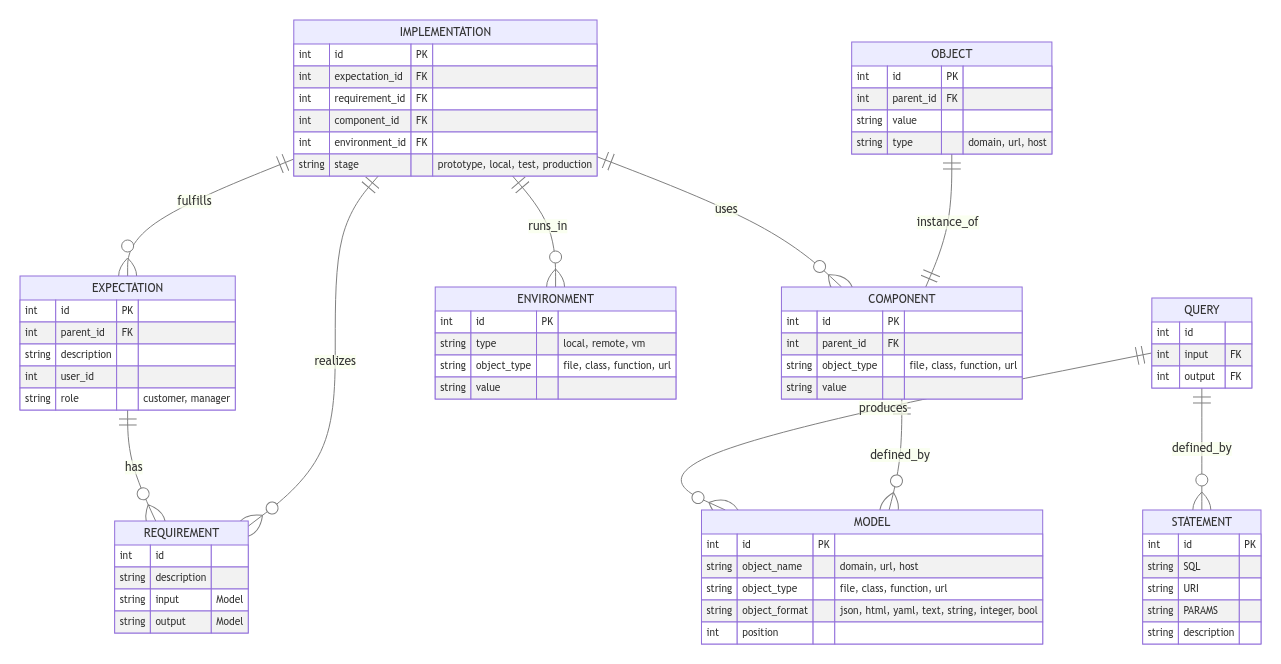 IMPLEMENTATION
int id PK
int expectation_id FK
int requirement_id FK
int component_id FK
int environment_id FK
string stage prototype, local, test, production
OBJECT
int id PK
int parent_id FK
string value
string type domain, url, host
fulfills
realizes
runs_in
uses
instance_of
EXPECTATION
int id PK
int parent_id FK
string description
int user_id
string role customer, manager
ENVIRONMENT
int id PK
string type local, remote, vm
string object_type file, class, function, url
string value
COMPONENT
int id PK
int parent_id FK
string object_type file, class, function, url
string value
QUERY
int id
int input FK
int output FK
has
produces
defined_by
defined_by
REQUIREMENT
int id
string description
string input Model
string output Model
MODEL
int id PK
string object_name domain, url, host
string object_type file, class, function, url
string object_format json, html, yaml, text, string, integer, bool
int position
STATEMENT
int id PK
string SQL
string URI
string PARAMS
string description